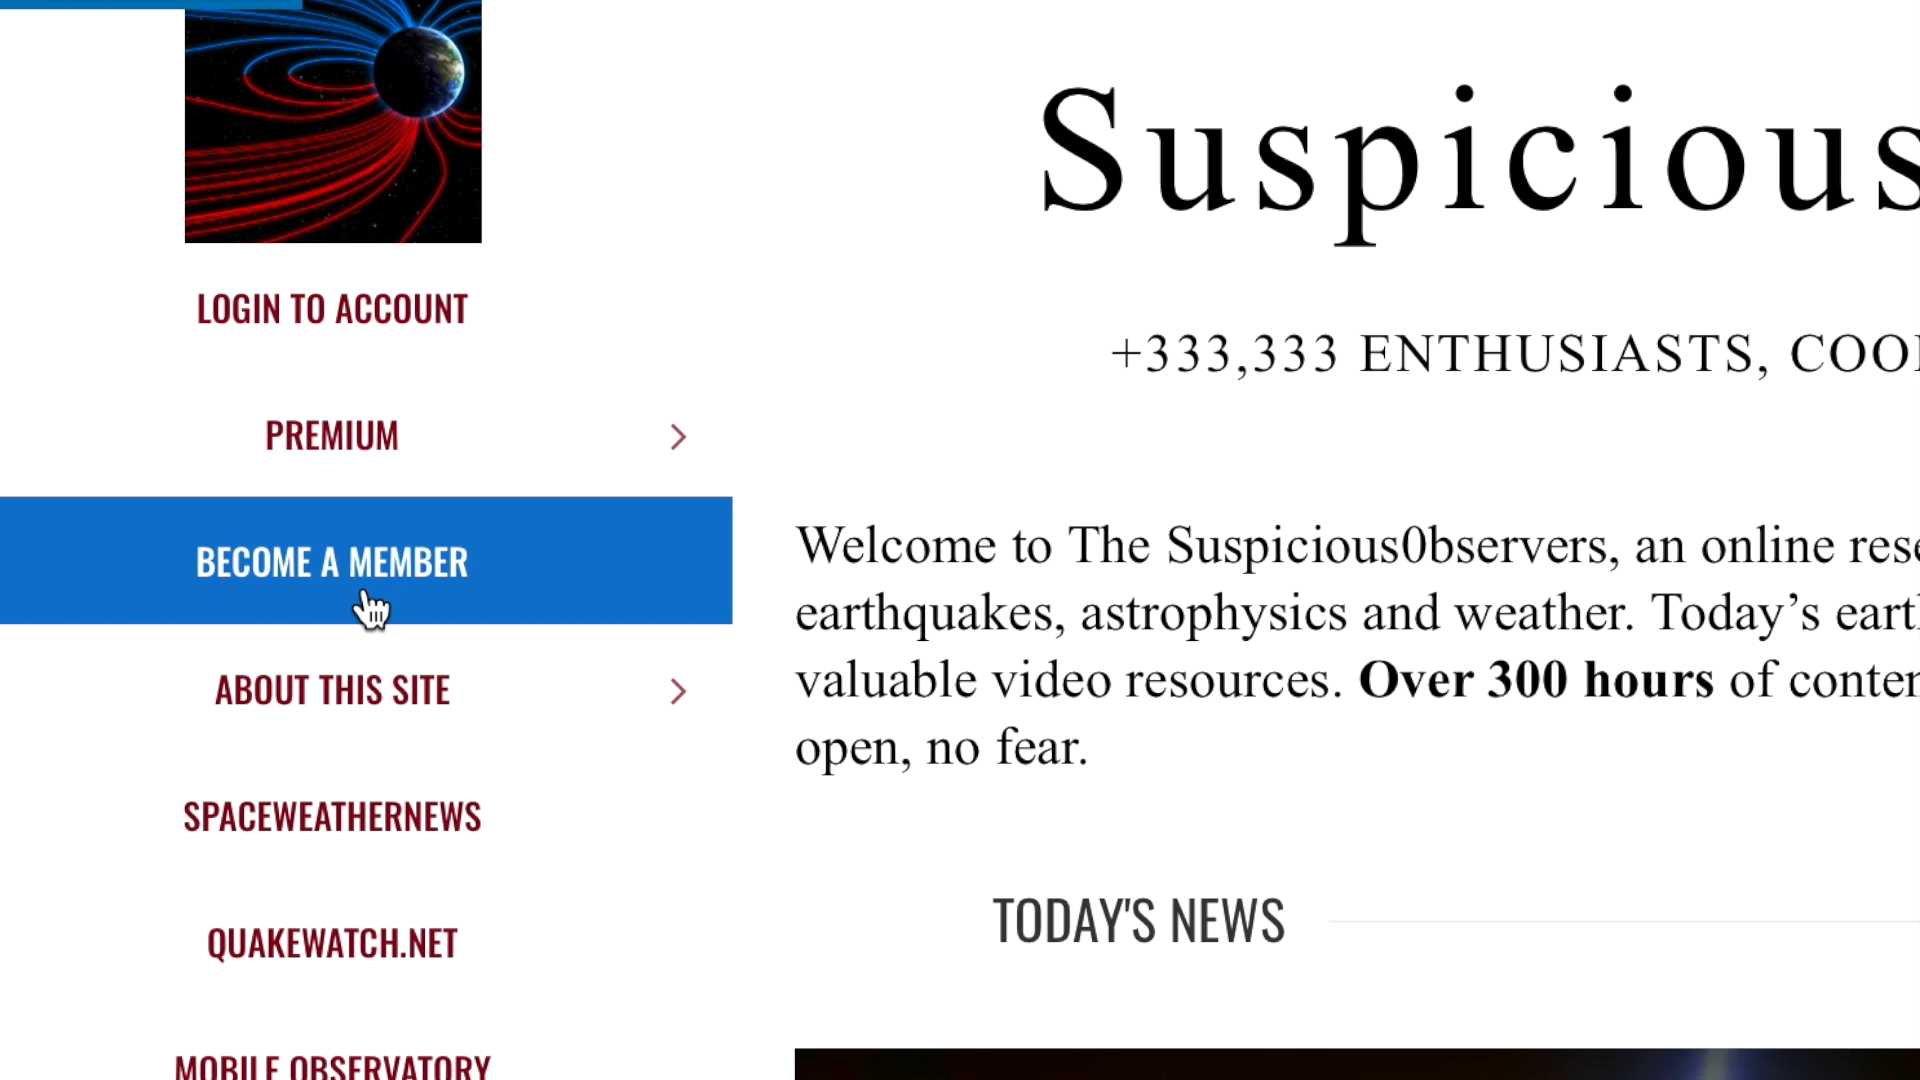 LOGIN TO ACCOUNT
PREMIUM
BECOME A MEMBER
ABOUT THIS SITE
SPACEWEATHERNEWS
QUAKEWATCH.NET
MOBILE OBSERVATORY
Suspicious
+333,333 ENTHUSIASTS,
Welcome to The Suspicious0bservers, an online
earthquakes, astrophysics and weather. Today’s
valuable video resources. Over 300 hours of
open, no fear.
TODAY'S NEWS